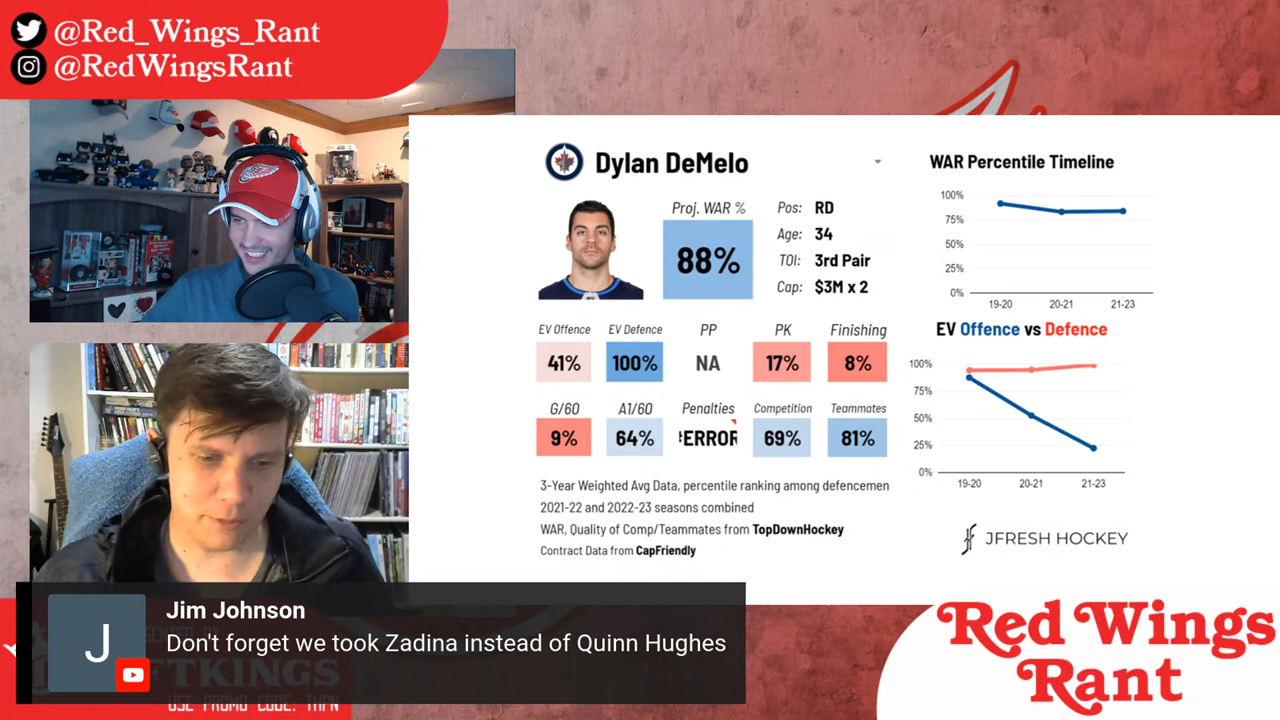 @Red_Wings_Rant
@RedWingsRant
Dylan DeMelo
WAR Percentile Timeline
Proj. WAR %
88%
Pos: RD
Age: 34
TOI: 3rd Pair
Cap: $3M x 2
100%
75%
50%
25%
0%
19-20 20-21 21-23
EV Offence EV Defence PP PK Finishing
41% 100% NA 17% 8%
G/60 A1/60 Penalties Competition Teammates
9% 64% :ERROR 69% 81%
EV Offence vs Defence
100%
75%
50%
25%
0%
19-20 20-21 21-23
3-Year Weighted Avg Data, percentile ranking among defencemen
2021-22 and 2022-23 seasons combined
WAR, Quality of Comp/Teammates from TopDownHockey
Contract Data from CapFriendly
JFRESH HOCKEY
J
Jim Johnson
Don't forget we took Zadina instead of Quinn Hughes
USE PROMO CODE: THPN
Red Wings
Rant